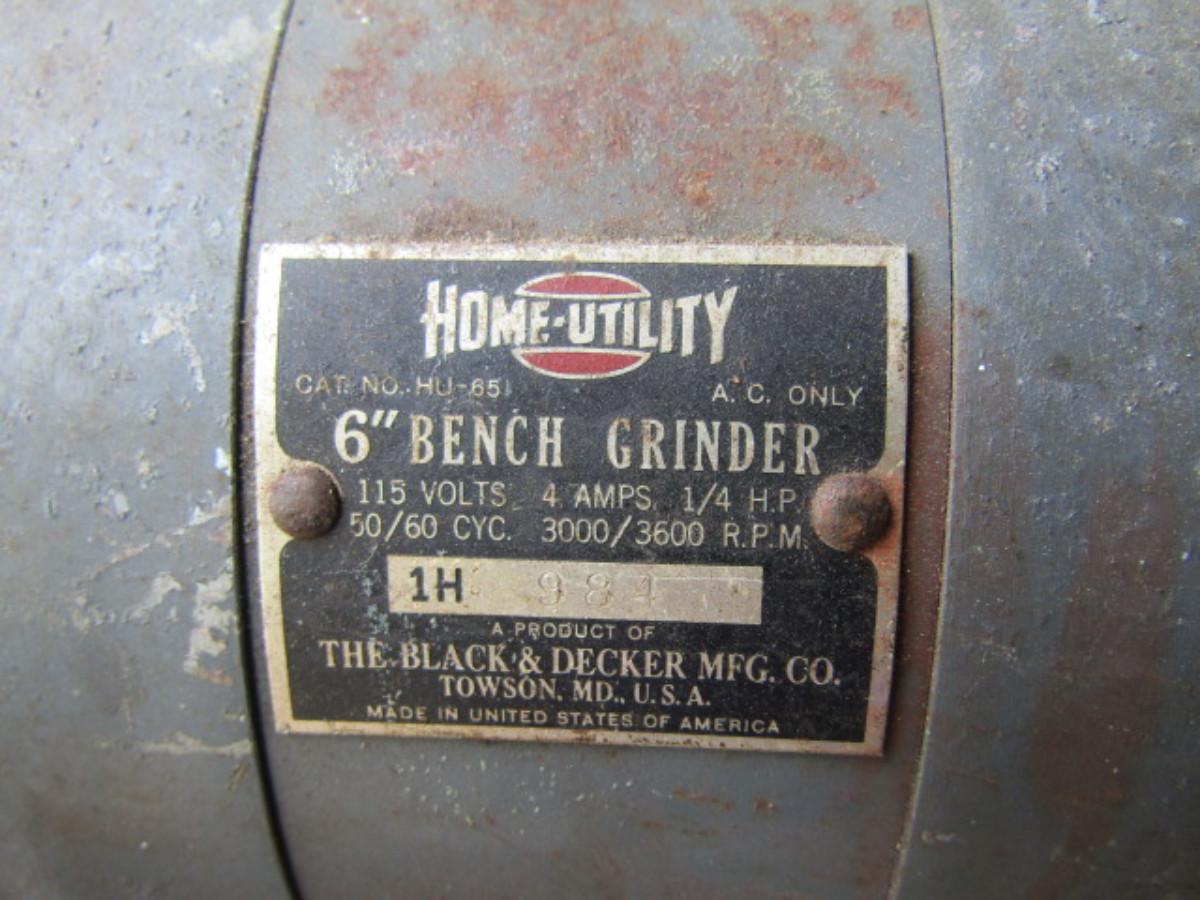 HOME-UTILITY
CAT. NO. HU-651 A.C. ONLY
6" BENCH GRINDER
115 VOLTS 4 AMPS. 1/4 H.P.
50/60 CYC. 3000/3600 R.P.M.
1H 984
A PRODUCT OF
THE BLACK & DECKER MFG. CO.
TOWSON, MD., U.S.A.
MADE IN UNITED STATES OF AMERICA